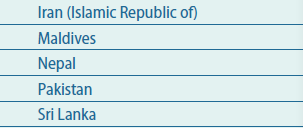 Iran (Islamic Republic of)
Maldives
Nepal
Pakistan
Sri Lanka